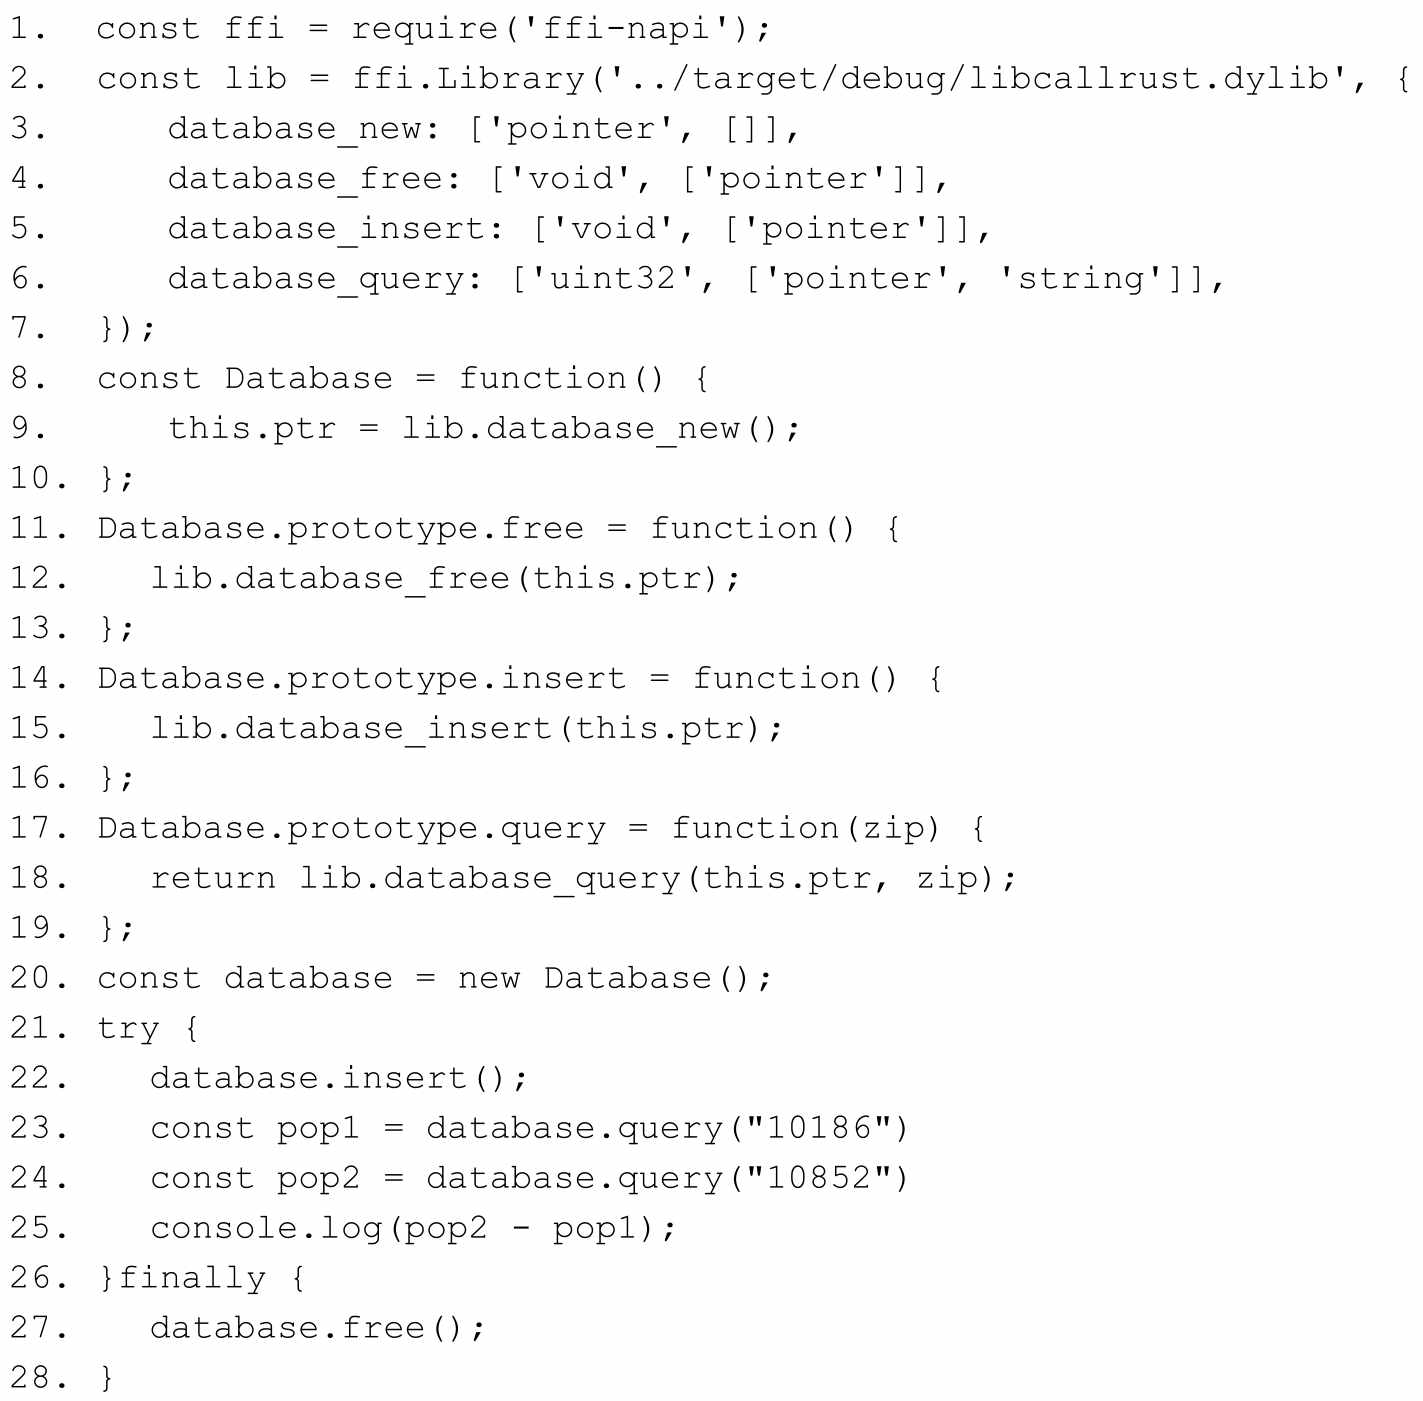 1. const ffi = require('ffi-napi');
2. const lib = ffi.Library('../target/debug/libcallrust.dylib', {
3. database_new: ['pointer', []],
4. database_free: ['void', ['pointer']],
5. database_insert: ['void', ['pointer']],
6. database_query: ['uint32', ['pointer', 'string']],
7. });
8. const Database = function() {
9. this.ptr = lib.database_new();
10. };
11. Database.prototype.free = function() {
12. lib.database_free(this.ptr);
13. };
14. Database.prototype.insert = function() {
15. lib.database_insert(this.ptr);
16. };
17. Database.prototype.query = function(zip) {
18. return lib.database_query(this.ptr, zip);
19. };
20. const database = new Database();
21. try {
22. database.insert();
23. const pop1 = database.query("10186")
24. const pop2 = database.query("10852")
25. console.log(pop2 - pop1);
26. }finally {
27. database.free();
28. }